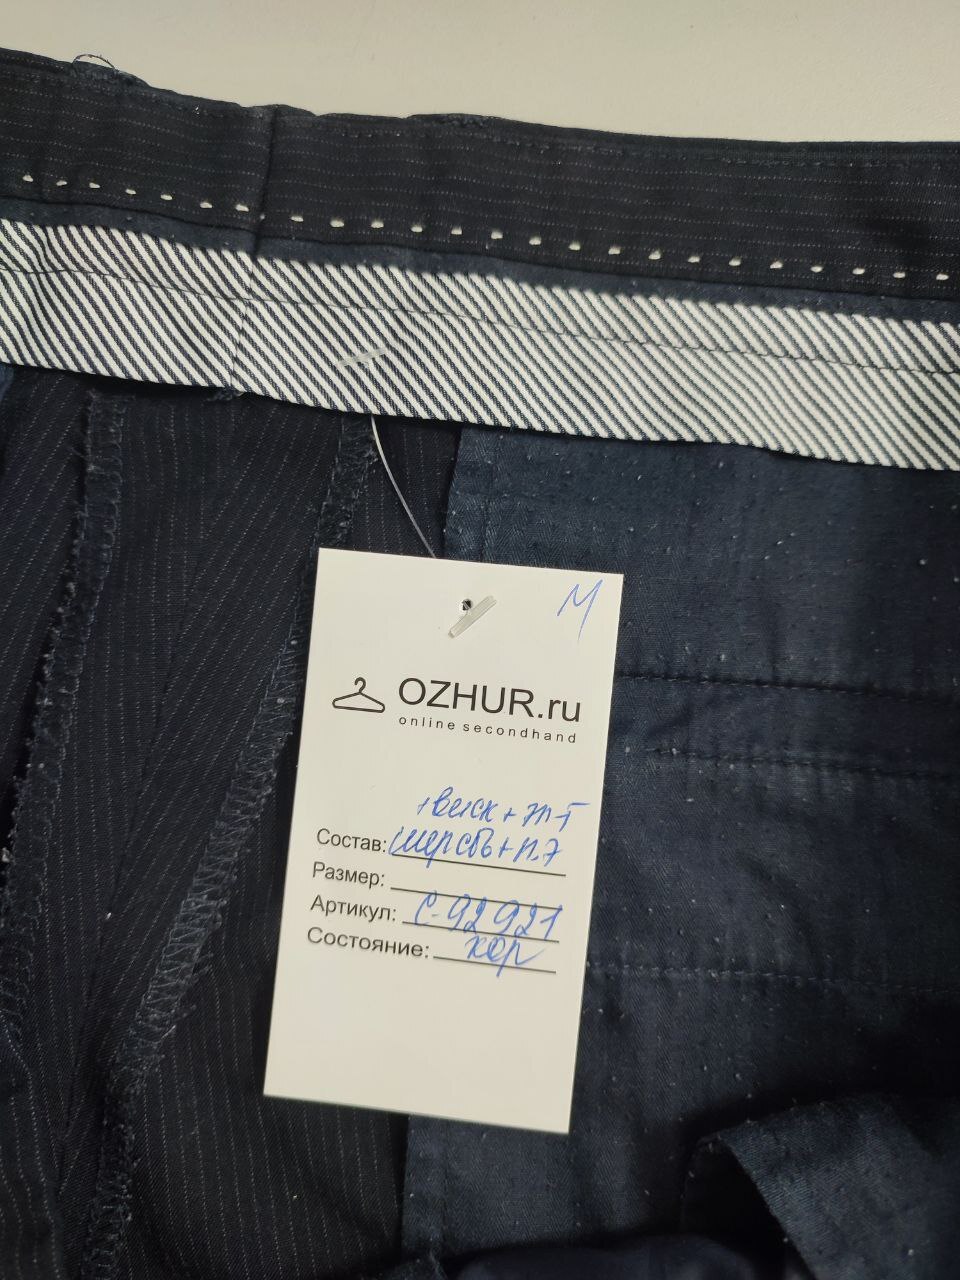 М
OZHUR.ru
online secondhand
+ виск + эл-т
Состав: шерсть + п.э
Размер:
Артикул: С-92921
Состояние: хор